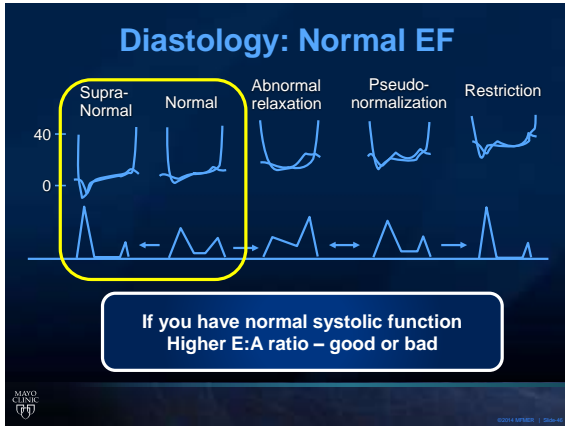 Diastology: Normal EF
Supra-
Normal
Normal
Abnormal
relaxation
Pseudo-
normalization
Restriction
40
0
If you have normal systolic function
Higher E:A ratio – good or bad
MAYO
CLINIC
©2014 MFMER | Slide 46